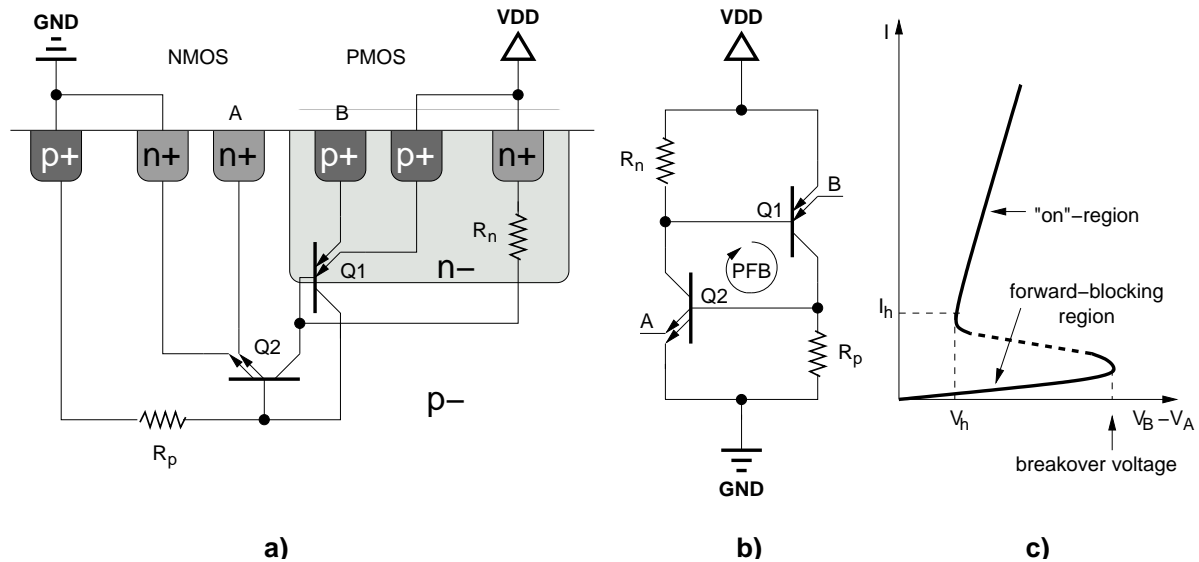 GND
NMOS
PMOS
VDD
A
B
p+
n+
n+
p+
p+
n+
Rn
Q1
n−
Q2
p−
Rp
a)
VDD
Rn
B
Q1
PFB
Q2
A
Rp
GND
b)
I
"on"−region
forward−blocking
region
Ih
Vh
VB −VA
breakover voltage
c)